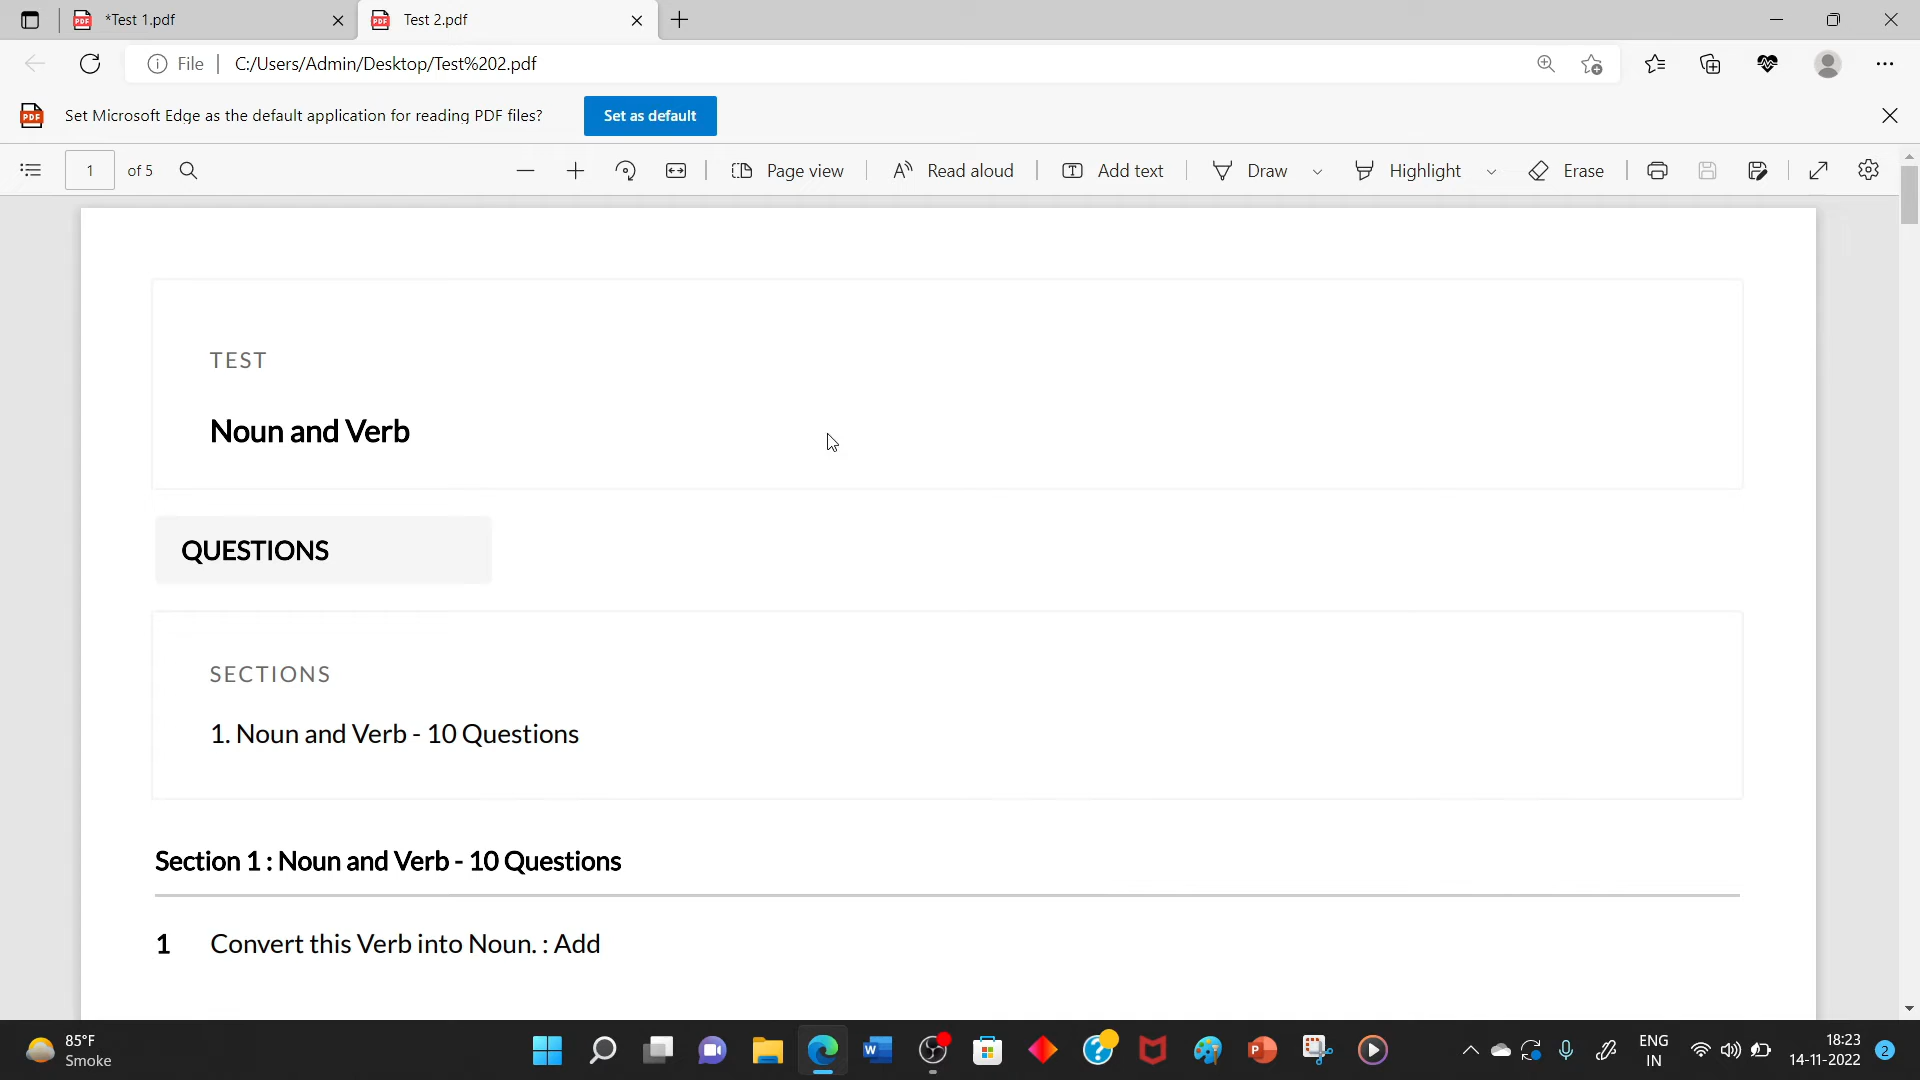 *Test 1.pdf
Test 2.pdf
File
C:/Users/Admin/Desktop/Test%202.pdf
PDF
Set Microsoft Edge as the default application for reading PDF files?
Set as default
1
of 5
Page view
Read aloud
Add text
Draw
Highlight
Erase
TEST
Noun and Verb
QUESTIONS
SECTIONS
1. Noun and Verb - 10 Questions
Section 1 : Noun and Verb - 10 Questions
1 Convert this Verb into Noun. : Add
85°F
Smoke
ENG
IN
18:23
14-11-2022
2